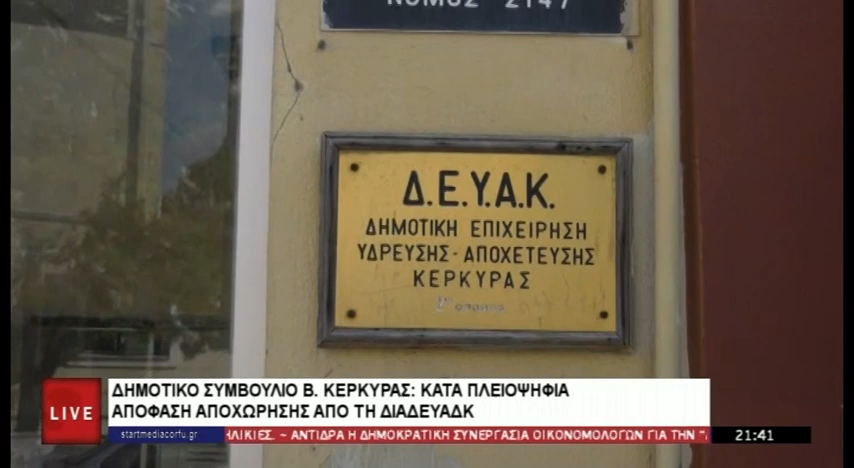 ΝΟΜΟΣ 2147
Δ.Ε.Υ.Α.Κ.
ΔΗΜΟΤΙΚΗ ΕΠΙΧΕΙΡΗΣΗ
ΥΔΡΕΥΣΗΣ - ΑΠΟΧΕΤΕΥΣΗΣ
ΚΕΡΚΥΡΑΣ
LIVE
ΔΗΜΟΤΙΚΟ ΣΥΜΒΟΥΛΙΟ Β. ΚΕΡΚΥΡΑΣ: ΚΑΤΑ ΠΛΕΙΟΨΗΦΙΑ
ΑΠΟΦΑΣΗ ΑΠΟΧΩΡΗΣΗΣ ΑΠΟ ΤΗ ΔΙΑΔΕΥΑΔΚ
startmediacorfu.gr ΗΛΙΚΙΕΣ. ~ ΑΝΤΙΔΡΑ Η ΔΗΜΟΚΡΑΤΙΚΗ ΣΥΝΕΡΓΑΣΙΑ ΟΙΚΟΝΟΜΟΛΟΓΩΝ ΓΙΑ ΤΗΝ 21:41